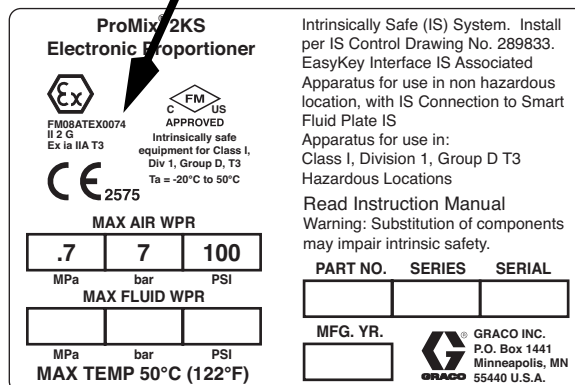 ProMix® 2KS
Electronic Proportioner
Ex
FM08ATEX0074
II 2 G
Ex ia IIA T3
CE 2575
C FM US
APPROVED
Intrinsically safe
equipment for Class I,
Div 1, Group D, T3
Ta = -20°C to 50°C
MAX AIR WPR
.7 7 100
MPa bar PSI
MAX FLUID WPR
MPa bar PSI
MAX TEMP 50°C (122°F)
Intrinsically Safe (IS) System. Install
per IS Control Drawing No. 289833.
EasyKey Interface IS Associated
Apparatus for use in non hazardous
location, with IS Connection to Smart
Fluid Plate IS
Apparatus for use in:
Class I, Division 1, Group D T3
Hazardous Locations
Read Instruction Manual
Warning: Substitution of components
may impair intrinsic safety.
PART NO. SERIES SERIAL
MFG. YR.
GRACO ®
GRACO INC.
P.O. Box 1441
Minneapolis, MN
55440 U.S.A.